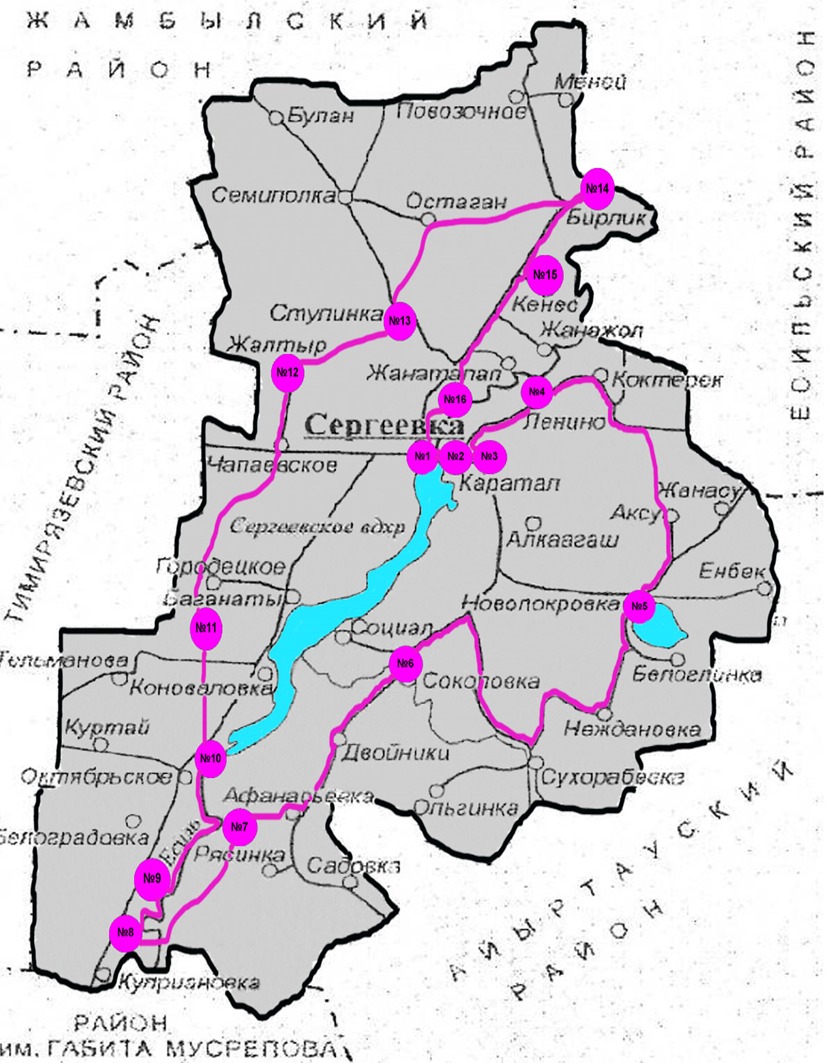 ЖАМБЫЛСКИЙ
РАЙОН
ЕСИЛЬСКИЙ РАЙОН
Меней
Повозочное
Булан
№14
Семиполка
Остаган
Бирлик
№15
Кенес
Ступинка
№13
Жанажол
Жалтыр
№12
Жанаталап
№4
Коктерек
№16
Ленино
Сергеевка
№1
№2
№3
Чапаевское
Каратал
Жанасу
Аксу
Сергеевское вдхр
Алкаагаш
ТИМИРЯЗЕВСКИЙ РАЙОН
Городецкое
Баганаты
Енбек
Новопокровка
№5
№11
Социал
Тельманова
№6
Белоглинка
Коноваловка
Соколовка
Куртай
Неждановка
№10
Двойники
Октябрьское
Сухорабовка
Афанасьевка
Ольгинка
№7
Белоградовка
Есиль
Рясинка
Садовка
№9
№8
АЙЫРТАУСКИЙ
РАЙОН
Куприяновка
РАЙОН
им. ГАБИТА МУСРЕПОВА